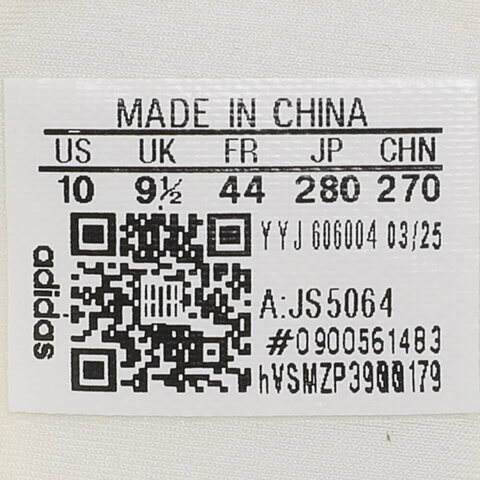 MADE IN CHINA
US UK FR JP CHN
10 9½ 44 280 270
YYJ 606004 03/25
A:JS5064
#0900561483
adidas